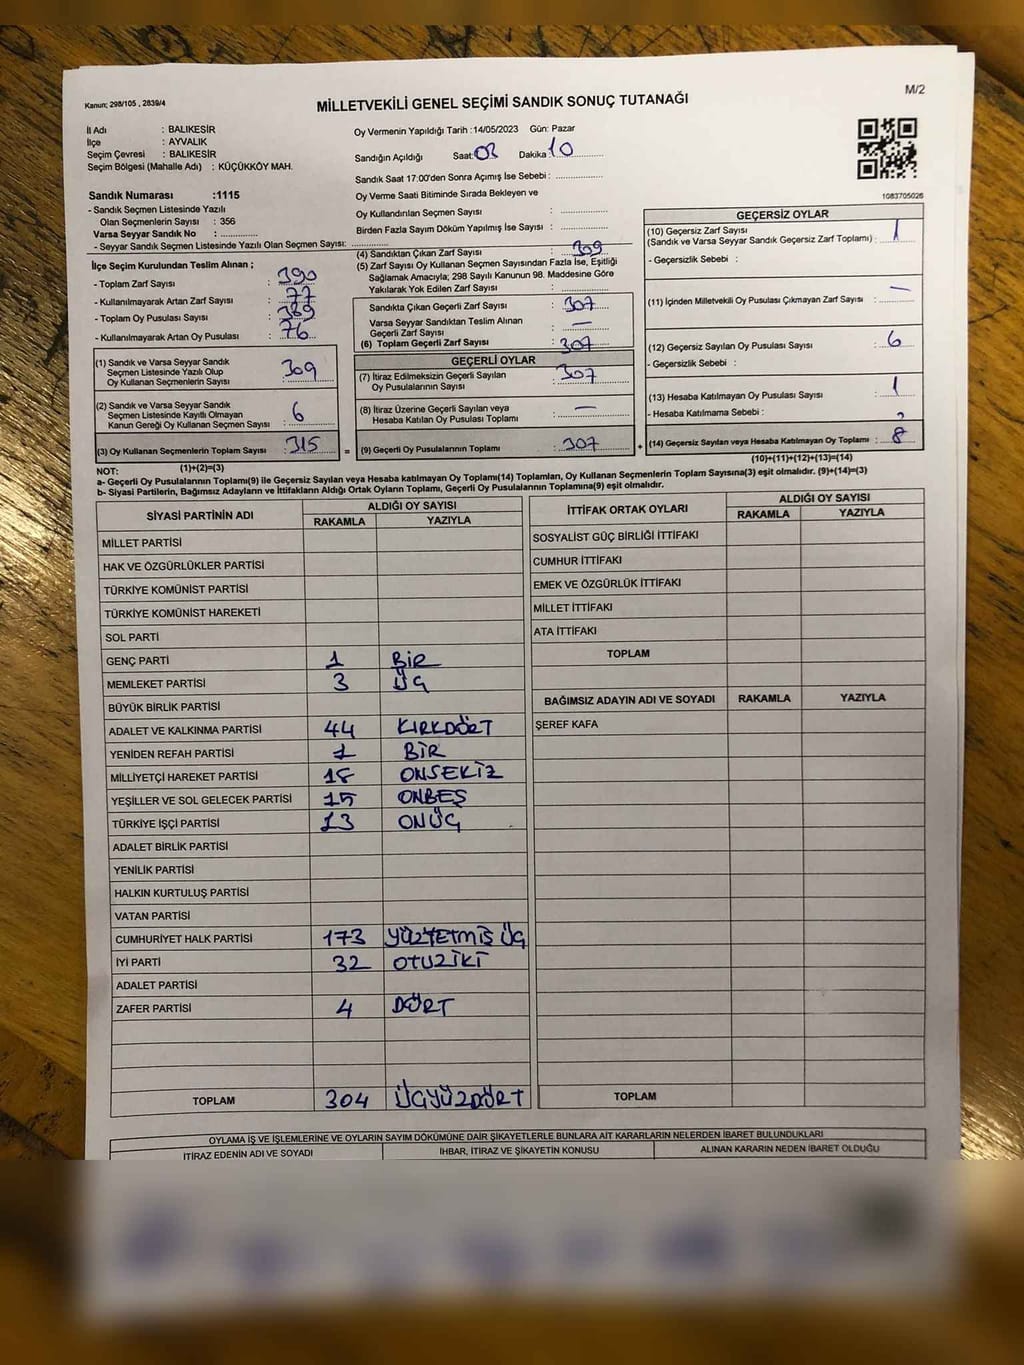 Kanun; 298/105 , 2839/4
M/2
MİLLETVEKİLİ GENEL SEÇİMİ SANDIK SONUÇ TUTANAĞI
İl Adı : BALIKESİR
İlçe : AYVALIK
Seçim Çevresi : BALIKESİR
Seçim Bölgesi (Mahalle Adı) : KÜÇÜKKÖY MAH.
Oy Vermenin Yapıldığı Tarih :14/05/2023 Gün: Pazar
Sandığın Açıldığı Saat: 08 Dakika: 10
Sandık Saat 17:00'den Sonra Açımış İse Sebebi :
Oy Verme Saati Bitiminde Sırada Bekleyen ve
Oy Kullandırılan Seçmen Sayısı :
Birden Fazla Sayım Döküm Yapılmış İse Sayısı :
1083705026
Sandık Numarası :1115
- Sandık Seçmen Listesinde Yazılı
Olan Seçmenlerin Sayısı : 356
Varsa Seyyar Sandık No :
- Seyyar Sandık Seçmen Listesinde Yazılı Olan Seçmen Sayısı:
İlçe Seçim Kurulundan Teslim Alınan ;
- Toplam Zarf Sayısı : 390
- Kullanılmayarak Artan Zarf Sayısı : 77
- Toplam Oy Pusulası Sayısı : 389
- Kullanılmayarak Artan Oy Pusulası : 76
(1) Sandık ve Varsa Seyyar Sandık
Seçmen Listesinde Yazılı Olup
Oy Kullanan Seçmenlerin Sayısı : 309
(2) Sandık ve Varsa Seyyar Sandık
Seçmen Listesinde Kayıtlı Olmayan
Kanun Gereği Oy Kullanan Seçmen Sayısı : 6
(3) Oy Kullanan Seçmenlerin Toplam Sayısı : 315
(1)+(2)=(3)
(4) Sandıktan Çıkan Zarf Sayısı : 309
(5) Zarf Sayısı Oy Kullanan Seçmen Sayısından Fazla İse, Eşitliği
Sağlamak Amacıyla; 298 Sayılı Kanunun 98. Maddesine Göre
Yakılarak Yok Edilen Zarf Sayısı :
Sandıkta Çıkan Geçerli Zarf Sayısı : 307
Varsa Seyyar Sandıktan Teslim Alınan
Geçerli Zarf Sayısı : —
(6) Toplam Geçerli Zarf Sayısı : 307
GEÇERLİ OYLAR
(7) İtiraz Edilmeksizin Geçerli Sayılan
Oy Pusulalarının Sayısı : 307
(8) İtiraz Üzerine Geçerli Sayılan veya
Hesaba Katılan Oy Pusulası Toplamı : —
= (9) Geçerli Oy Pusulalarının Toplamı : 307 +
GEÇERSİZ OYLAR
(10) Geçersiz Zarf Sayısı
(Sandık ve Varsa Seyyar Sandık Geçersiz Zarf Toplamı) : 1
- Geçersizlik Sebebi :
(11) İçinden Milletvekili Oy Pusulası Çıkmayan Zarf Sayısı : —
(12) Geçersiz Sayılan Oy Pusulası Sayısı : 6
- Geçersizlik Sebebi :
(13) Hesaba Katılmayan Oy Pusulası Sayısı : 1
- Hesaba Katılmama Sebebi :
(14) Geçersiz Sayılan veya Hesaba Katılmayan Oy Toplamı : 8
(10)+(11)+(12)+(13)=(14)
NOT:
a- Geçerli Oy Pusulalarının Toplamı(9) ile Geçersiz Sayılan veya Hesaba katılmayan Oy Toplamı(14) Toplamları, Oy Kullanan Seçmenlerin Toplam Sayısına(3) eşit olmalıdır. (9)+(14)=(3)
b- Siyasi Partilerin, Bağımsız Adayların ve İttifakların Aldığı Ortak Oyların Toplamı, Geçerli Oy Pusulalarının Toplamına(9) eşit olmalıdır.
SİYASİ PARTİNİN ADI ALDIĞI OY SAYISI
RAKAMLA YAZIYLA
MİLLET PARTİSİ
HAK VE ÖZGÜRLÜKLER PARTİSİ
TÜRKİYE KOMÜNİST PARTİSİ
TÜRKİYE KOMÜNİST HAREKETİ
SOL PARTİ
GENÇ PARTİ 1 BİR
MEMLEKET PARTİSİ 3 ÜÇ
BÜYÜK BİRLİK PARTİSİ
ADALET VE KALKINMA PARTİSİ 44 KIRKDÖRT
YENİDEN REFAH PARTİSİ 1 BİR
MİLLİYETÇİ HAREKET PARTİSİ 18 ONSEKİZ
YEŞİLLER VE SOL GELECEK PARTİSİ 15 ONBEŞ
TÜRKİYE İŞÇİ PARTİSİ 13 ONÜÇ
ADALET BİRLİK PARTİSİ
YENİLİK PARTİSİ
HALKIN KURTULUŞ PARTİSİ
VATAN PARTİSİ
CUMHURİYET HALK PARTİSİ 173 YÜZYETMİŞ ÜÇ
İYİ PARTİ 32 OTUZİKİ
ADALET PARTİSİ
ZAFER PARTİSİ 4 DÖRT
TOPLAM 304 ÜÇYÜZDÖRT
İTTİFAK ORTAK OYLARI ALDIĞI OY SAYISI
RAKAMLA YAZIYLA
SOSYALİST GÜÇ BİRLİĞİ İTTİFAKI
CUMHUR İTTİFAKI
EMEK VE ÖZGÜRLÜK İTTİFAKI
MİLLET İTTİFAKI
ATA İTTİFAKI
TOPLAM
BAĞIMSIZ ADAYIN ADI VE SOYADI RAKAMLA YAZIYLA
ŞEREF KAFA
TOPLAM
OYLAMA İŞ VE İŞLEMLERİNE VE OYLARIN SAYIM DÖKÜMÜNE DAİR ŞİKAYETLERLE BUNLARA AİT KARARLARIN NELERDEN İBARET BULUNDUKLARI
İTİRAZ EDENİN ADI VE SOYADI İHBAR, İTİRAZ VE ŞİKAYETİN KONUSU ALINAN KARARIN NEDEN İBARET OLDUĞU